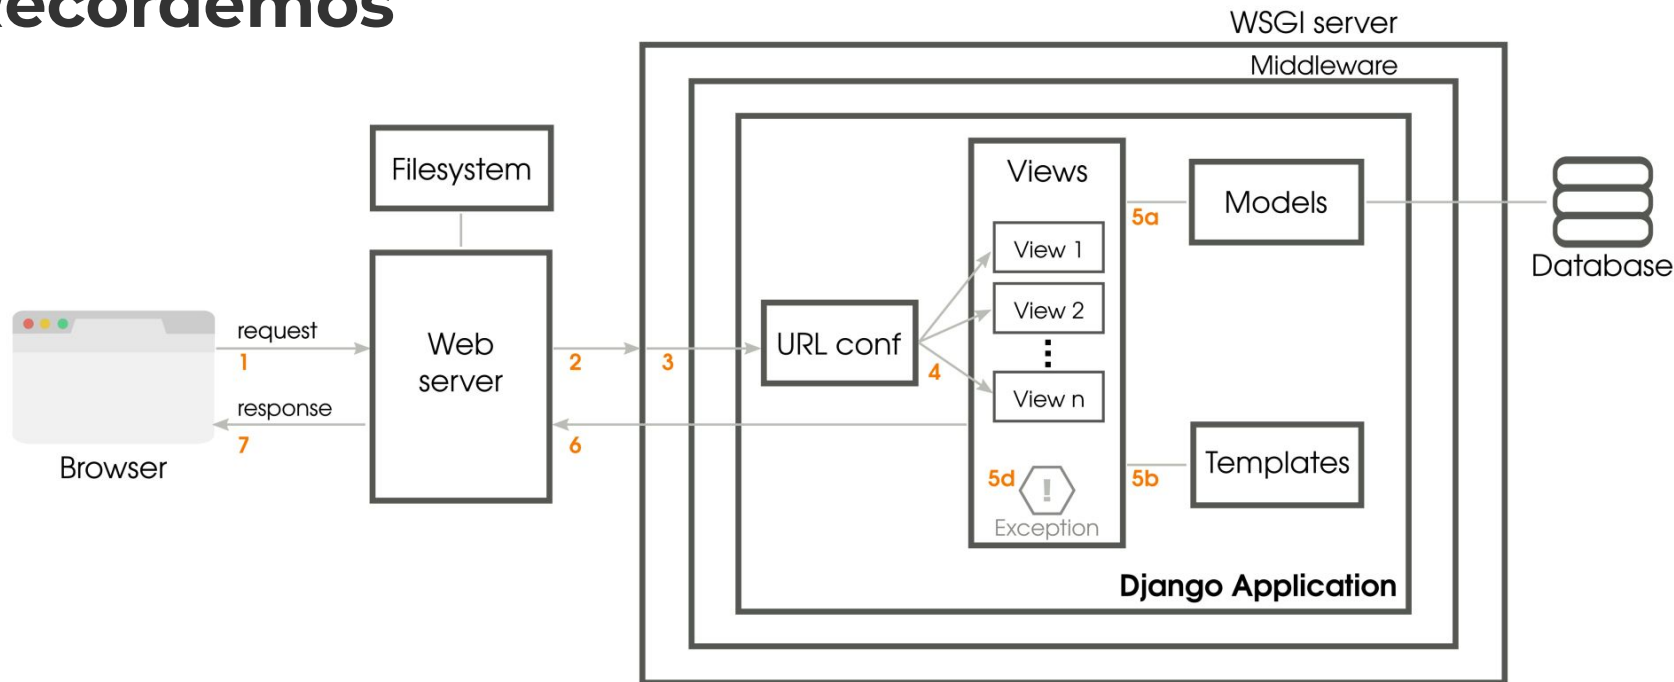 Recordemos
WSGI server
Middleware
Filesystem
Views
Models
5a
View 1
Database
View 2
request
Web
server
URL conf
1
2
3
4
View n
response
7
6
Browser
Templates
5d
!
5b
Exception
Django Application